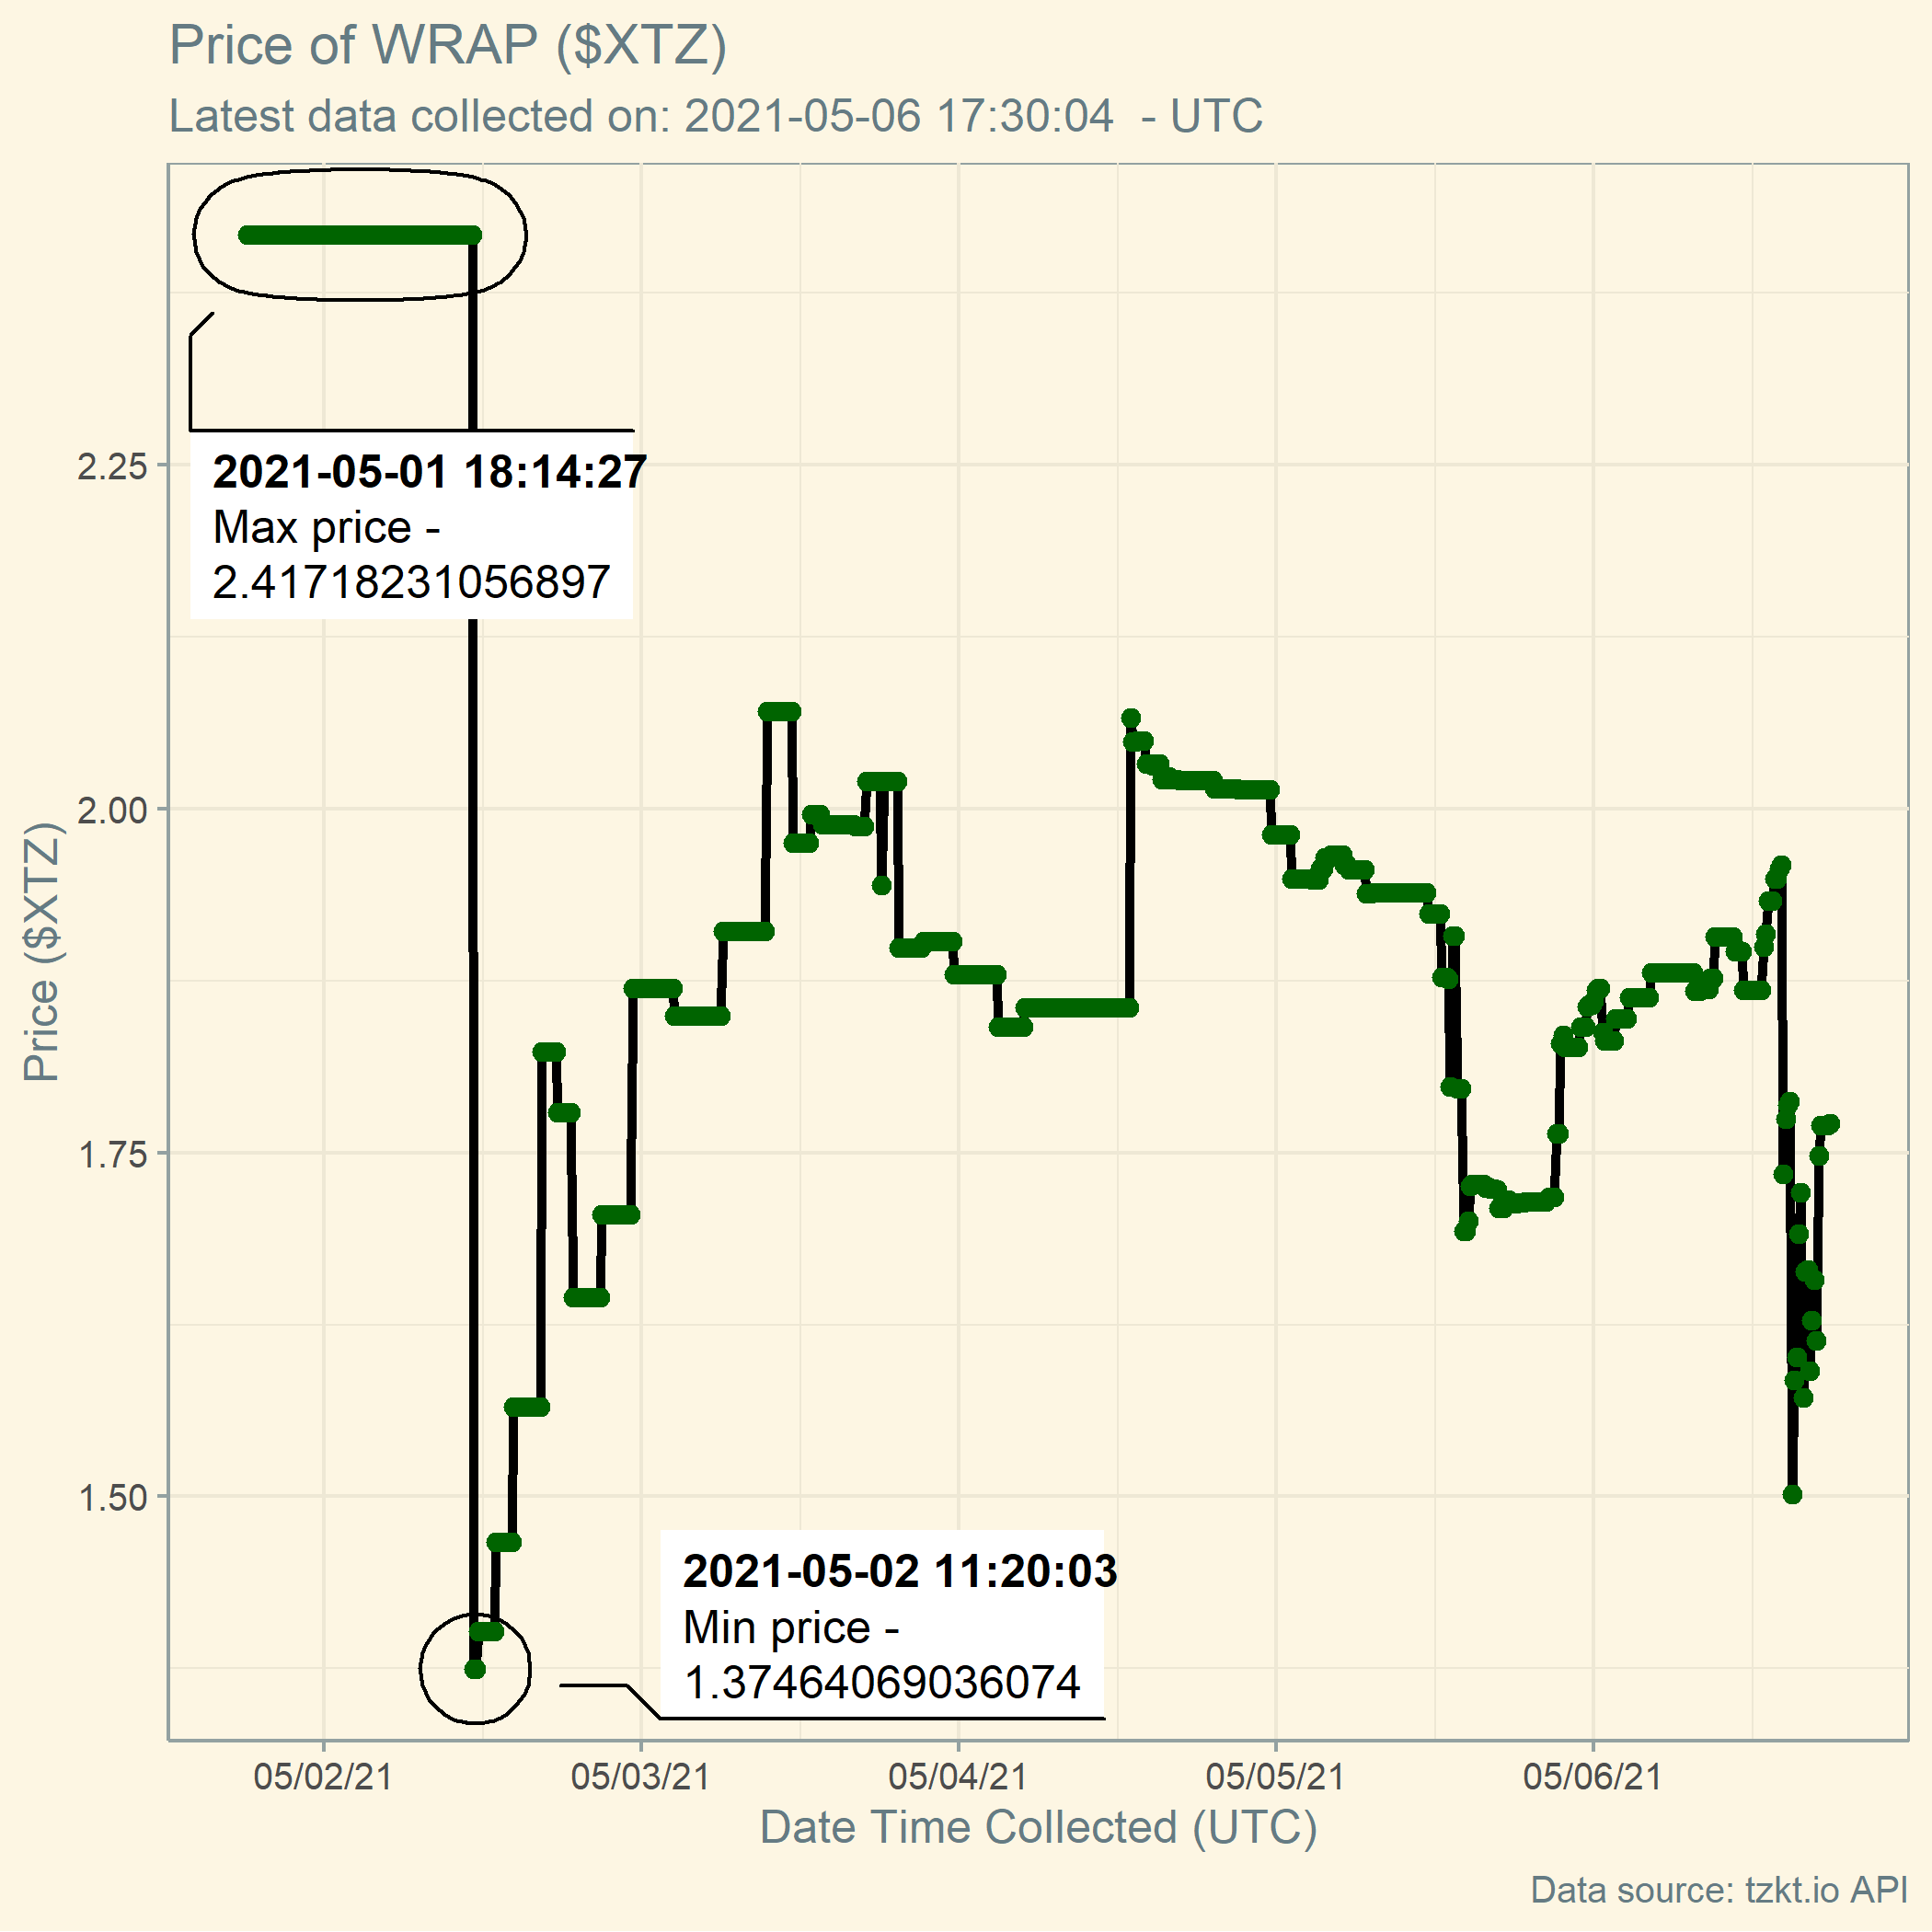 Price of WRAP ($XTZ)
Latest data collected on: 2021-05-06 17:30:04  - UTC
2021-05-01 18:14:27
Max price -
2.41718231056897
2.25
2.00
1.75
1.50
Price ($XTZ)
2021-05-02 11:20:03
Min price -
1.37464069036074
05/02/21
05/03/21
05/04/21
05/05/21
05/06/21
Date Time Collected (UTC)
Data source: tzkt.io API